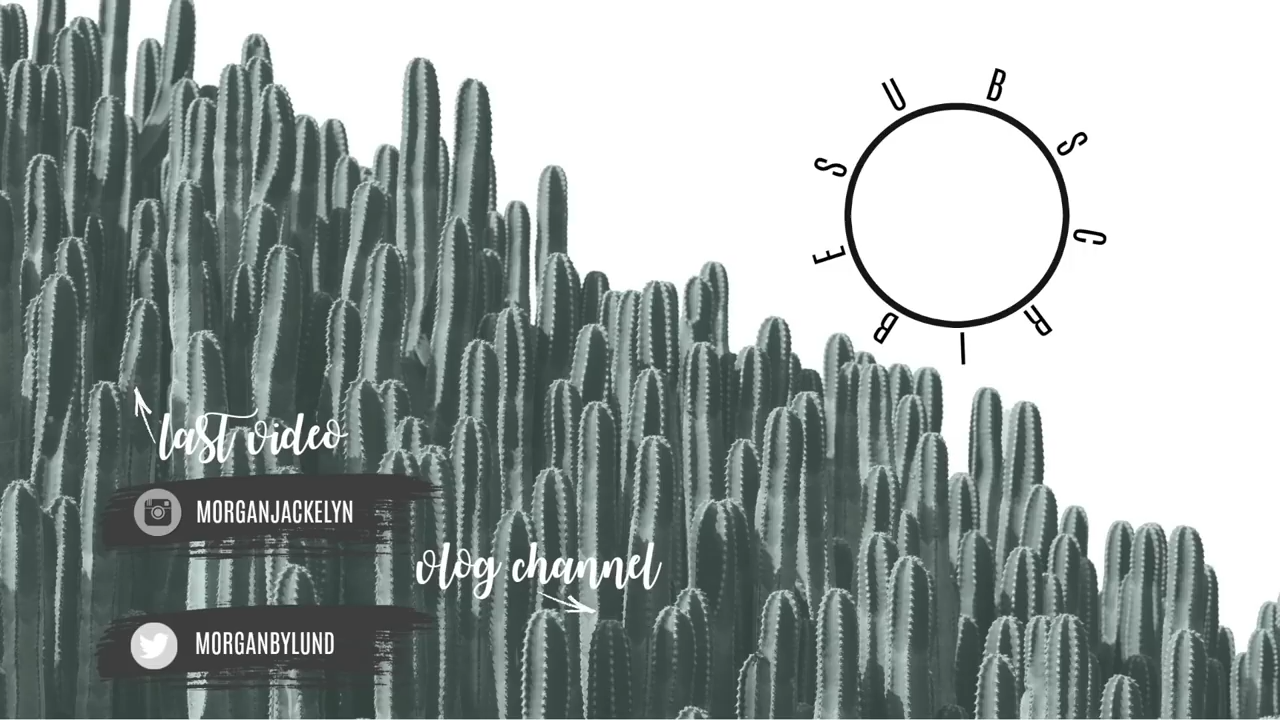 SUBSCRIBE
last video
MORGANJACKELYN
vlog channel
MORGANBYLUND